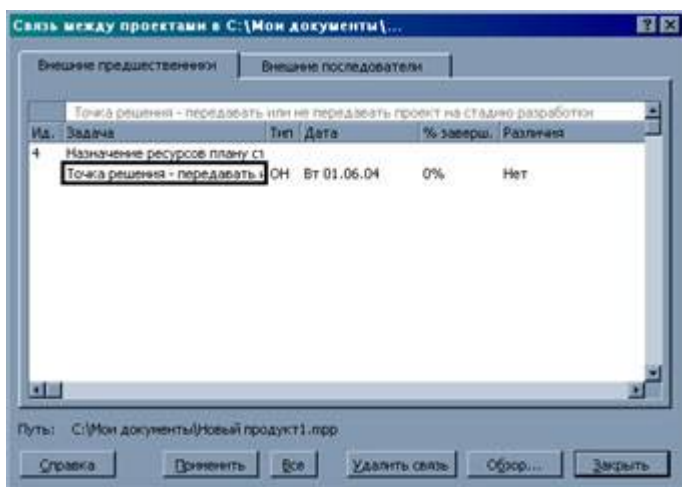 Связь между проектами в C:\Мои документы\...
Внешние предшественники Внешние последователи
Точка решения - передавать или не передавать проект на стадию разработки
Ид. Задача Тип Дата % заверш. Различия
4 Назначение ресурсов плану ст
Точка решения - передавать и ОН Вт 01.06.04 0% Нет
Путь: C:\Мои документы\Новый продукт1.mpp
Справка Применить Все Удалить связь Обзор... Закрыть